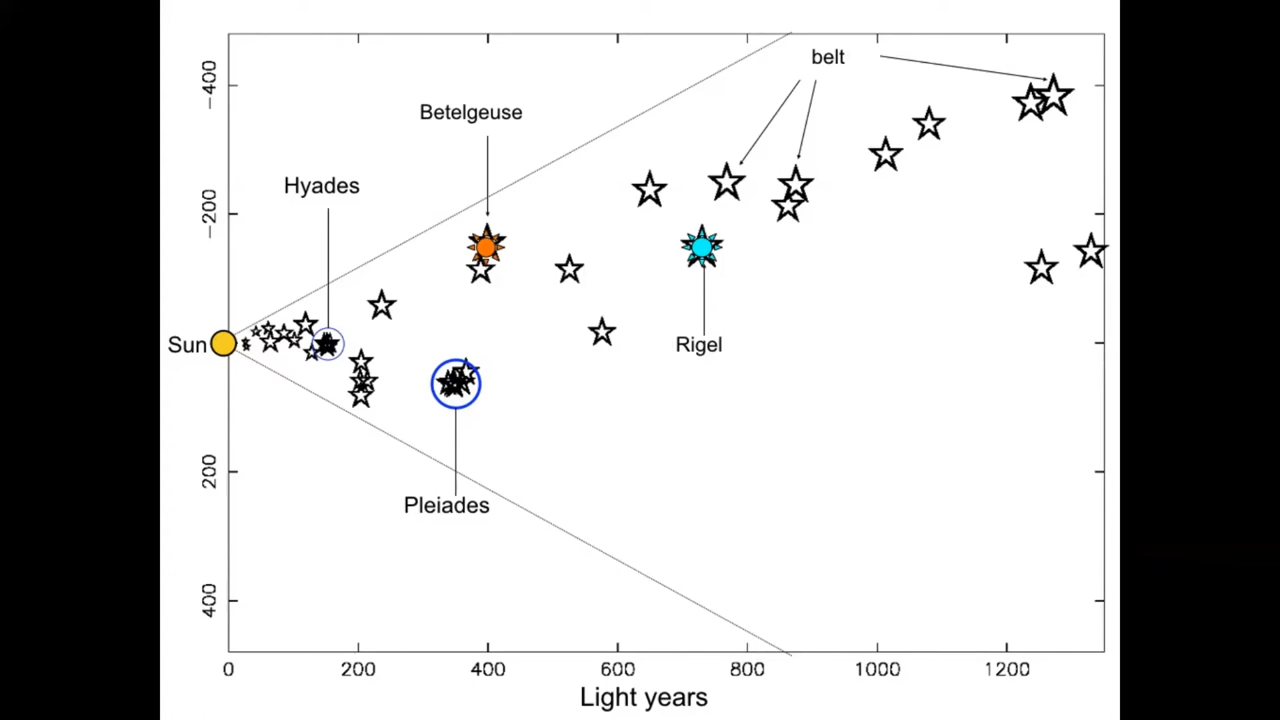 belt
Betelgeuse
Hyades
Sun
Rigel
Pleiades
−400
−200
200
400
0
200
400
600
800
1000
1200
Light years